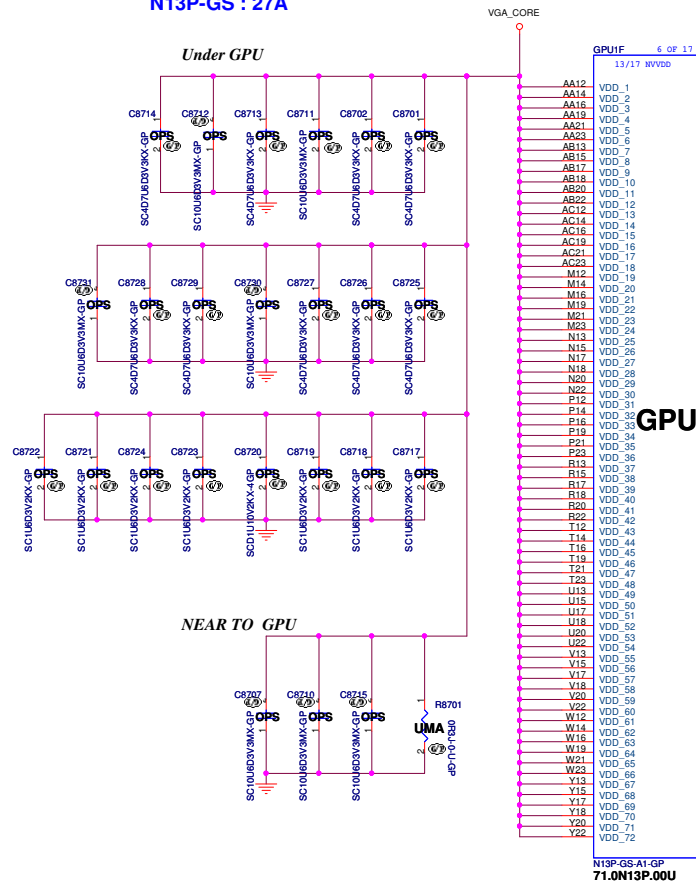 N13P-GS : 27A
VGA_CORE
Under GPU
C8714
C8712
C8713
C8711
C8702
C8701
1
2
OPS
SC4D7U6D3V3KX-GP
SC10U6D3V3MX-GP
SC4D7U6D3V3KX-GP
SC10U6D3V3MX-GP
SC4D7U6D3V3KX-GP
SC4D7U6D3V3KX-GP
C8731
C8728
C8729
C8730
C8727
C8726
C8725
OPS
SC10U6D3V3MX-GP
SC4D7U6D3V3KX-GP
SC4D7U6D3V3KX-GP
SC10U6D3V3MX-GP
SC4D7U6D3V3KX-GP
SC4D7U6D3V3KX-GP
SC4D7U6D3V3KX-GP
C8722
C8721
C8724
C8723
C8720
C8719
C8718
C8717
OPS
SC1U6D3V2KX-GP
SC1U6D3V2KX-GP
SC1U6D3V2KX-GP
SC1U6D3V2KX-GP
SCD1U10V2KX-4GP
SC1U6D3V2KX-GP
SC1U6D3V2KX-GP
SC1U6D3V2KX-GP
NEAR TO GPU
C8707
C8710
C8715
R8701
OPS
OPS
OPS
UMA
SC10U6D3V3MX-GP
SC10U6D3V3MX-GP
SC10U6D3V3MX-GP
0R3J-0-U-GP
GPU1F
6 OF 17
13/17 NVVDD
AA12 VDD_1
AA14 VDD_2
AA16 VDD_3
AA19 VDD_4
AA21 VDD_5
AA23 VDD_6
AB13 VDD_7
AB15 VDD_8
AB17 VDD_9
AB18 VDD_10
AB20 VDD_11
AB22 VDD_12
AC12 VDD_13
AC14 VDD_14
AC16 VDD_15
AC19 VDD_16
AC21 VDD_17
AC23 VDD_18
M12 VDD_19
M14 VDD_20
M16 VDD_21
M19 VDD_22
M21 VDD_23
M23 VDD_24
N13 VDD_25
N15 VDD_26
N17 VDD_27
N18 VDD_28
N20 VDD_29
N22 VDD_30
P12 VDD_31
P14 VDD_32
P16 VDD_33
P19 VDD_34
P21 VDD_35
P23 VDD_36
R13 VDD_37
R15 VDD_38
R17 VDD_39
R18 VDD_40
R20 VDD_41
R22 VDD_42
T12 VDD_43
T14 VDD_44
T16 VDD_45
T19 VDD_46
T21 VDD_47
T23 VDD_48
U13 VDD_49
U15 VDD_50
U17 VDD_51
U18 VDD_52
U20 VDD_53
U22 VDD_54
V13 VDD_55
V15 VDD_56
V17 VDD_57
V18 VDD_58
V20 VDD_59
V22 VDD_60
W12 VDD_61
W14 VDD_62
W16 VDD_63
W19 VDD_64
W21 VDD_65
W23 VDD_66
Y13 VDD_67
Y15 VDD_68
Y17 VDD_69
Y18 VDD_70
Y20 VDD_71
Y22 VDD_72
GPU
N13P-GS-A1-GP
71.0N13P.00U